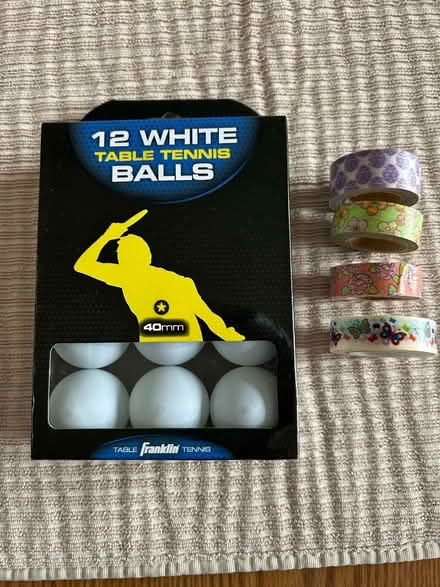 12 WHITE
TABLE TENNIS
BALLS
40mm
TABLE Franklin TENNIS